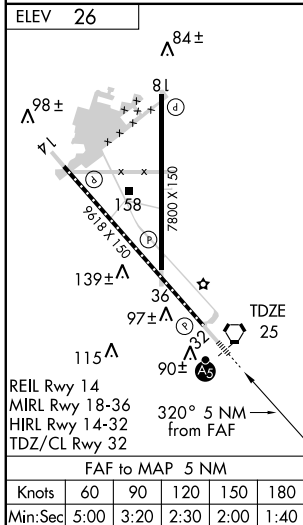 ELEV 26
84±
18
P
98±
14
P
158
9618 X 150
7800 X 150
P
139±
36
97±
TDZE
25
P
32
115
90±
A5
REIL Rwy 14
MIRL Rwy 18-36
HIRL Rwy 14-32
TDZ/CL Rwy 32
320° 5 NM
from FAF
FAF to MAP 5 NM
Knots 60 90 120 150 180
Min:Sec 5:00 3:20 2:30 2:00 1:40